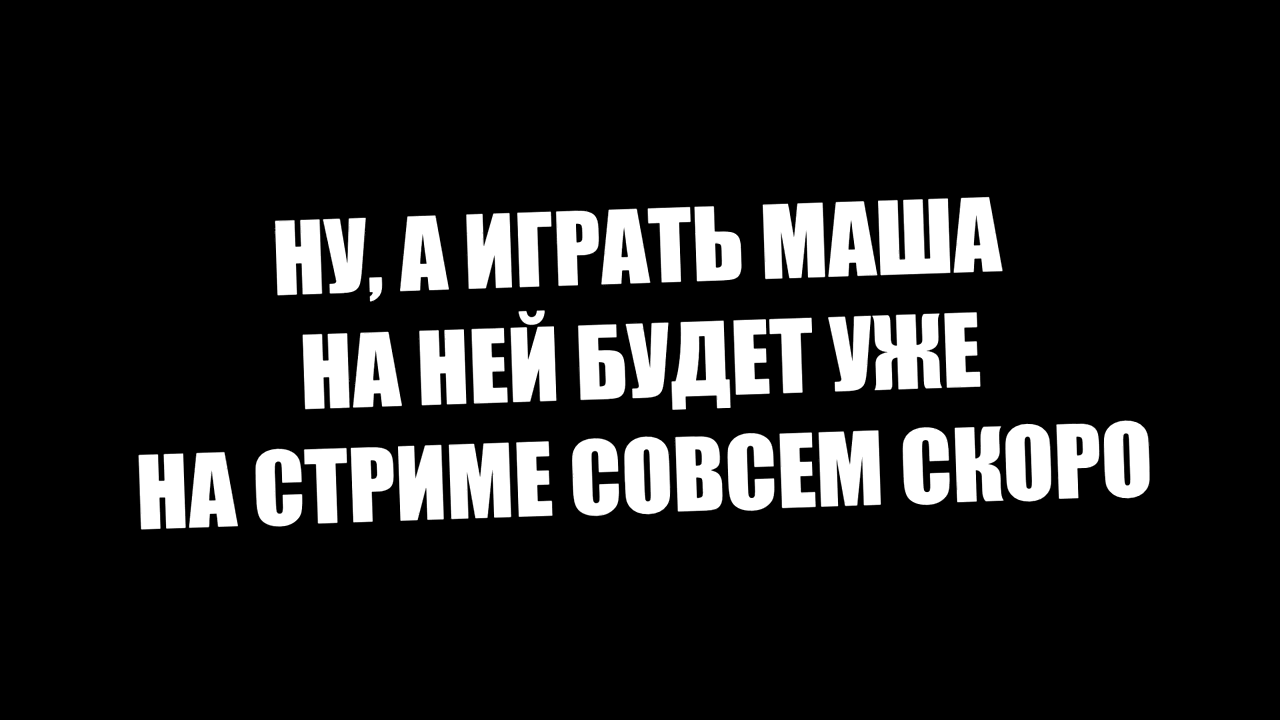 НУ, А ИГРАТЬ МАША
НА НЕЙ БУДЕТ УЖЕ
НА СТРИМЕ СОВСЕМ СКОРО